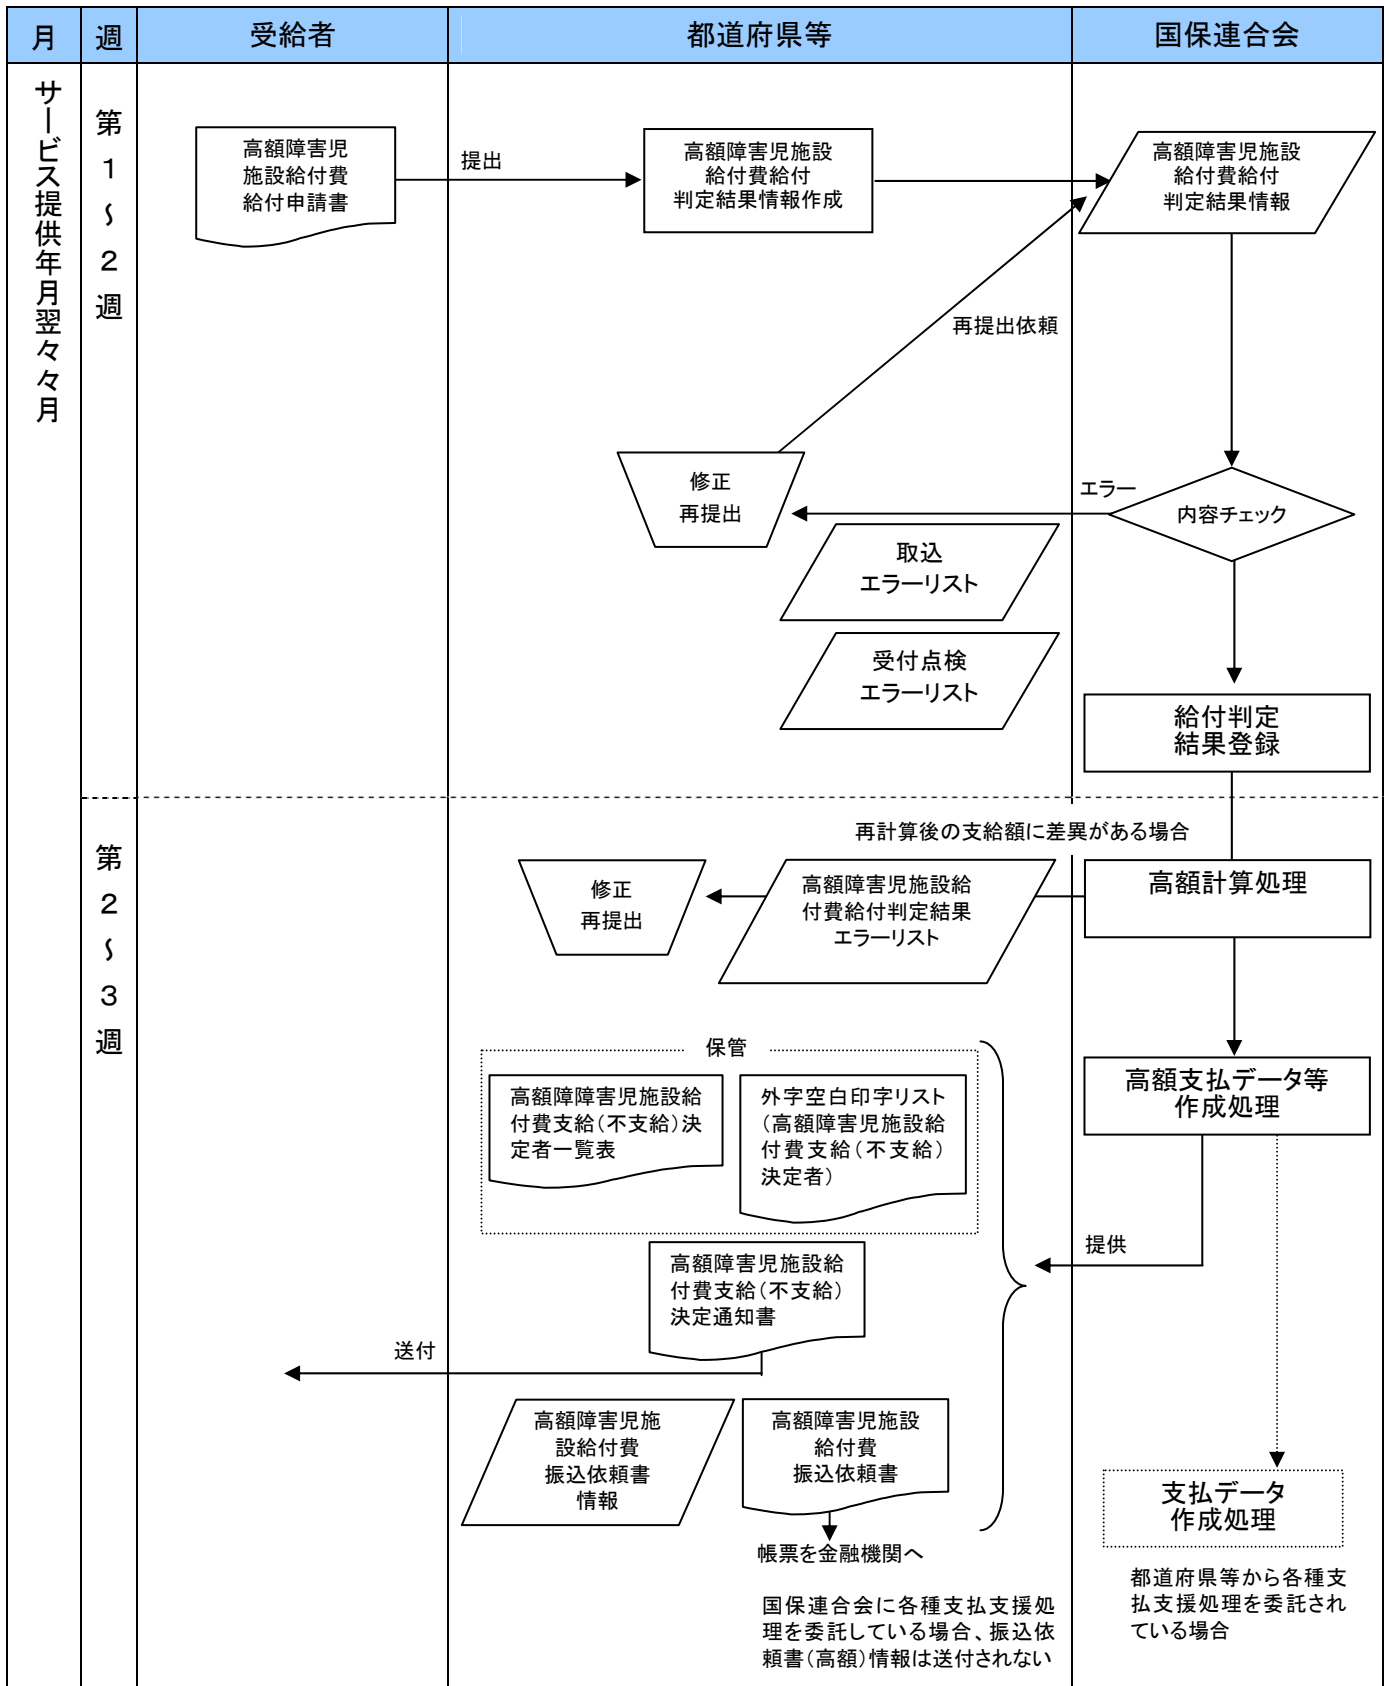 月
週
受給者
都道府県等
国保連合会
サービス提供年月翌々々月
第
1
～
2
週
高額障害児
施設給付費
給付申請書
提出
高額障害児施設
給付費給付
判定結果情報作成
高額障害児施設
給付費給付
判定結果情報
再提出依頼
修正
再提出
エラー
内容チェック
取込
エラーリスト
受付点検
エラーリスト
給付判定
結果登録
第
2
～
3
週
再計算後の支給額に差異がある場合
修正
再提出
高額障害児施設給
付費給付判定結果
エラーリスト
高額計算処理
保管
高額障障害児施設給
付費支給（不支給）決
定者一覧表
外字空白印字リスト
（高額障害児施設給
付費支給（不支給）
決定者）
高額支払データ等
作成処理
提供
高額障害児施設給
付費支給（不支給）
決定通知書
送付
高額障害児施
設給付費
振込依頼書
情報
高額障害児施設
給付費
振込依頼書
帳票を金融機関へ
支払データ
作成処理
国保連合会に各種支払支援処
理を委託している場合、振込依
頼書（高額）情報は送付されない
都道府県等から各種支
払支援処理を委託され
ている場合